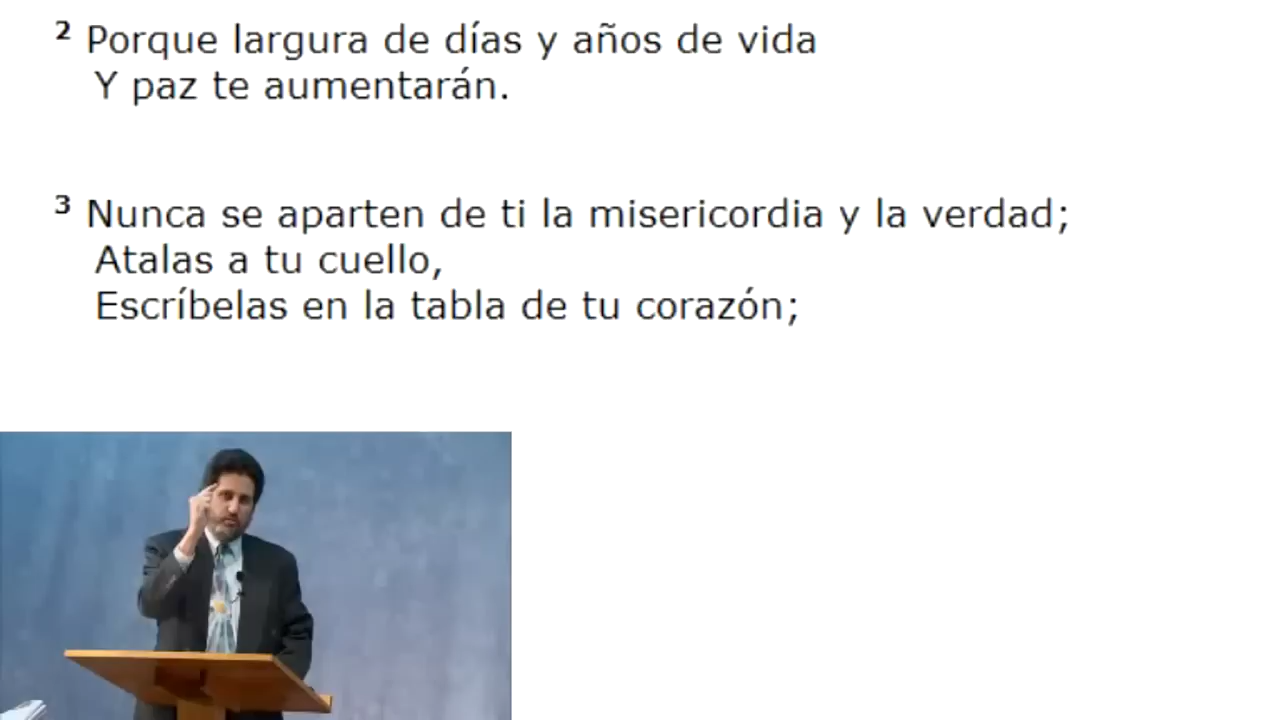 2 Porque largura de días y años de vida
Y paz te aumentarán.
3 Nunca se aparten de ti la misericordia y la verdad;
Atalas a tu cuello,
Escríbelas en la tabla de tu corazón;